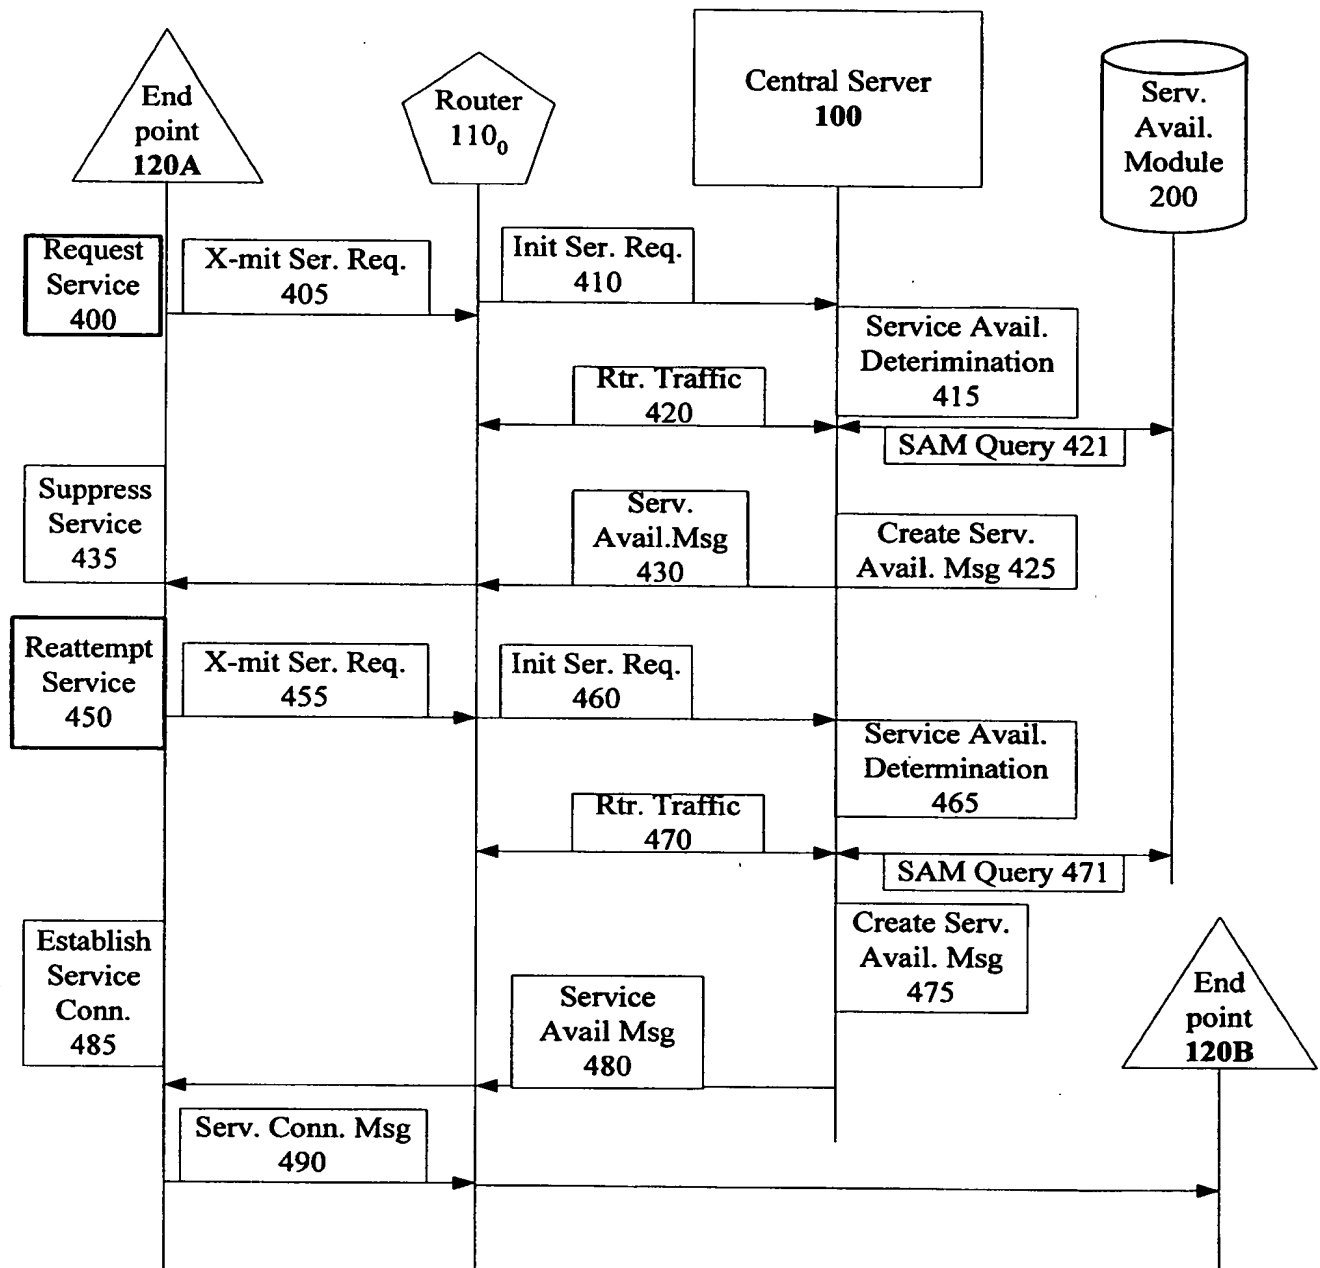 End
point
120A
Router
110₀
Central Server
100
Serv.
Avail.
Module
200
Request
Service
400
X-mit Ser. Req.
405
Init Ser. Req.
410
Service Avail.
Deterimination
415
Rtr. Traffic
420
SAM Query 421
Suppress
Service
435
Serv.
Avail.Msg
430
Create Serv.
Avail. Msg 425
Reattempt
Service
450
X-mit Ser. Req.
455
Init Ser. Req.
460
Service Avail.
Determination
465
Rtr. Traffic
470
SAM Query 471
Establish
Service
Conn.
485
Service
Avail Msg
480
Create Serv.
Avail. Msg
475
End
point
120B
Serv. Conn. Msg
490